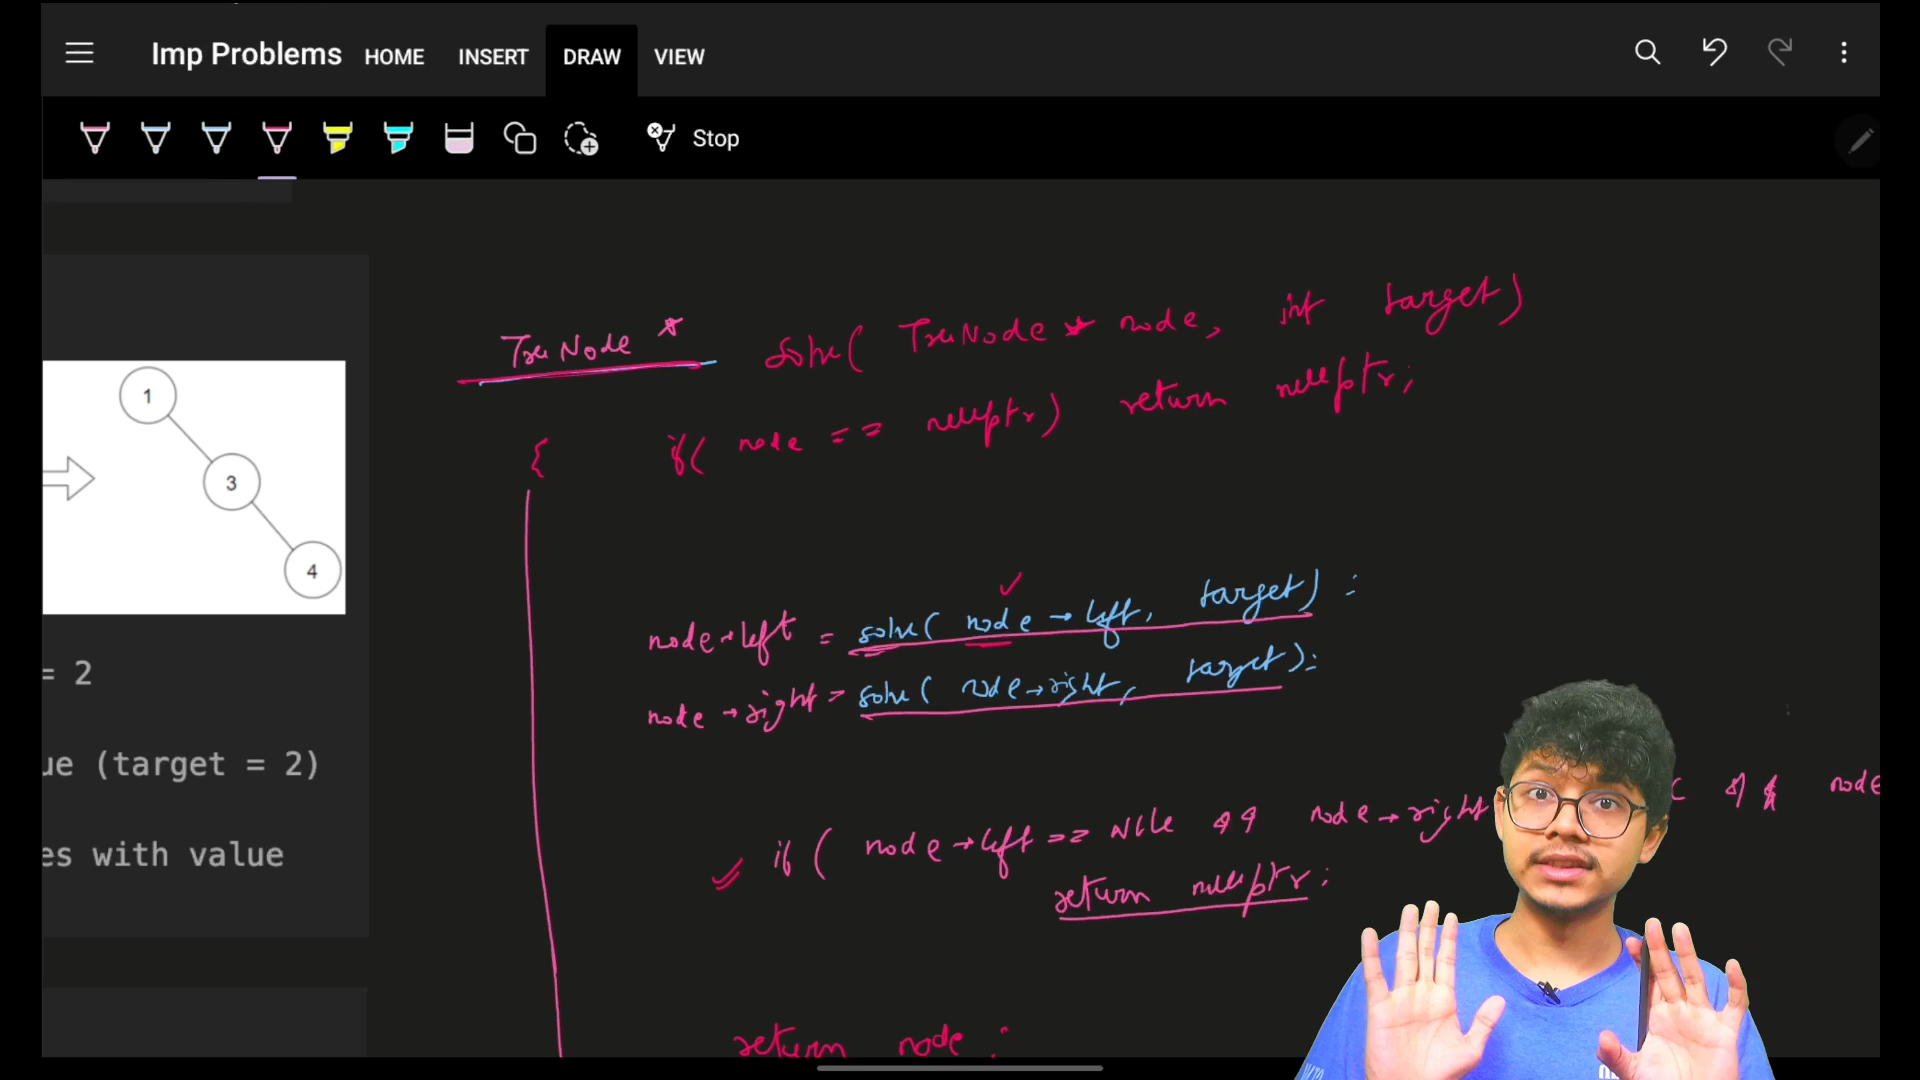 Imp Problems HOME INSERT DRAW VIEW
Stop
TreeNode * solve( TreeNode * node, int target)
{ if( node == nullptr) return nullptr;
1
3
4
node→left = solve( node → left, target) :
node → right = solve( node → right, target):
= 2
ue (target = 2)
es with value
if ( node →left == NULL && node → right && node
return nullptr;
return node ;